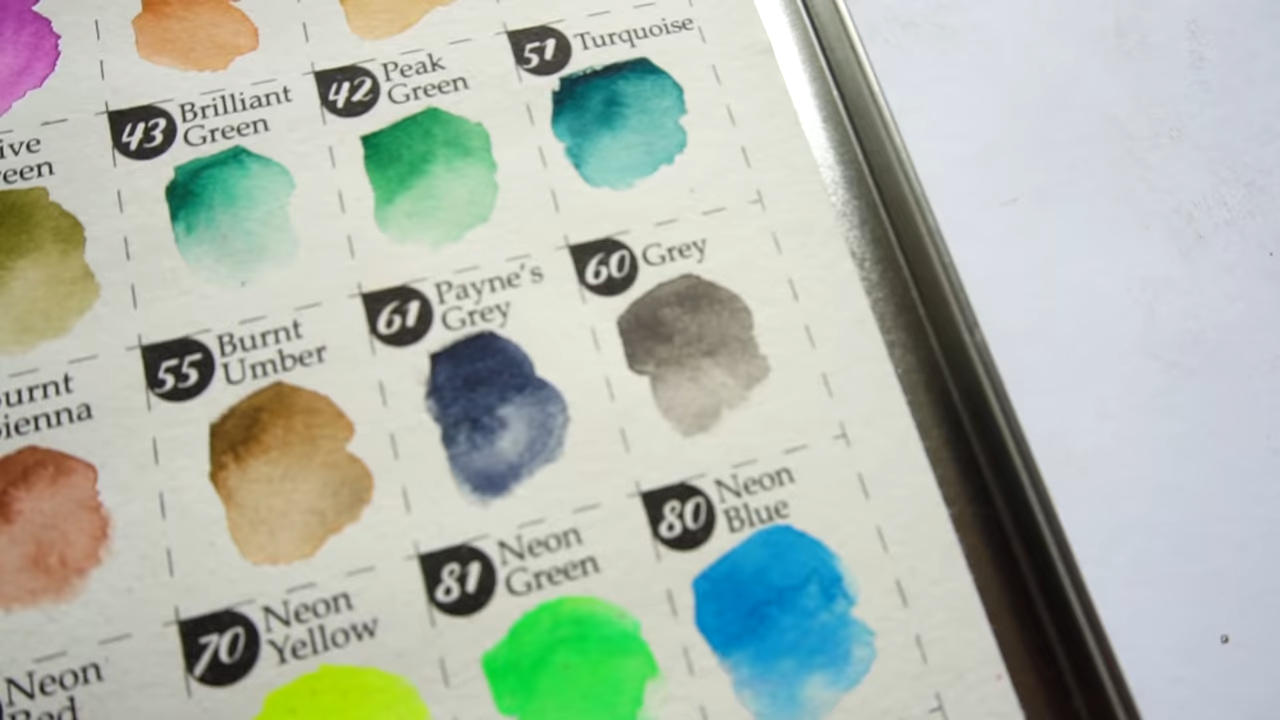 51 Turquoise
42 Peak
Green
43 Brilliant
Green
60 Grey
61 Payne's
Grey
55 Burnt
Umber
80 Neon
Blue
81 Neon
Green
70 Neon
Yellow
Neon
Red